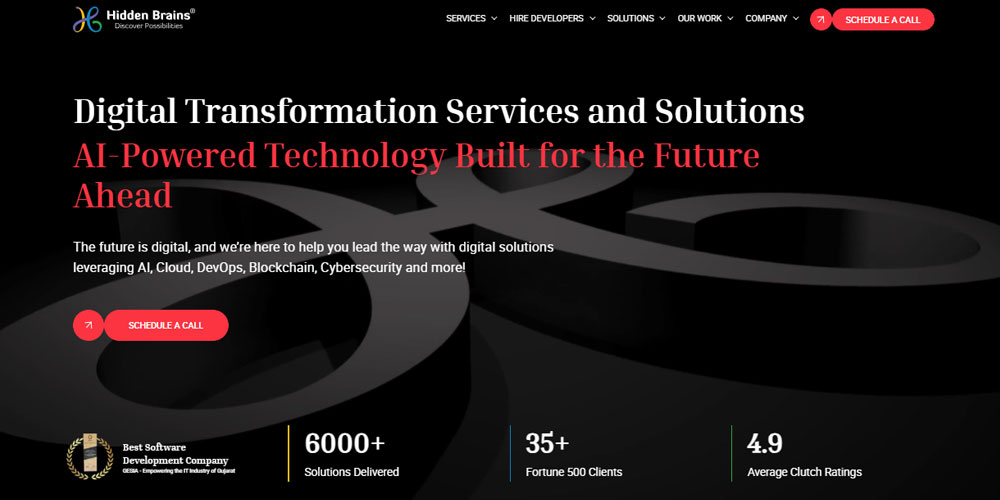 Hidden Brains®
Discover Possibilities
SERVICES
HIRE DEVELOPERS
SOLUTIONS
OUR WORK
COMPANY
SCHEDULE A CALL
Digital Transformation Services and Solutions
AI-Powered Technology Built for the Future
Ahead
The future is digital, and we're here to help you lead the way with digital solutions
leveraging AI, Cloud, DevOps, Blockchain, Cybersecurity and more!
SCHEDULE A CALL
Best Software
Development Company
GESIA - Empowering the IT Industry of Gujarat
6000+
Solutions Delivered
35+
Fortune 500 Clients
4.9
Average Clutch Ratings